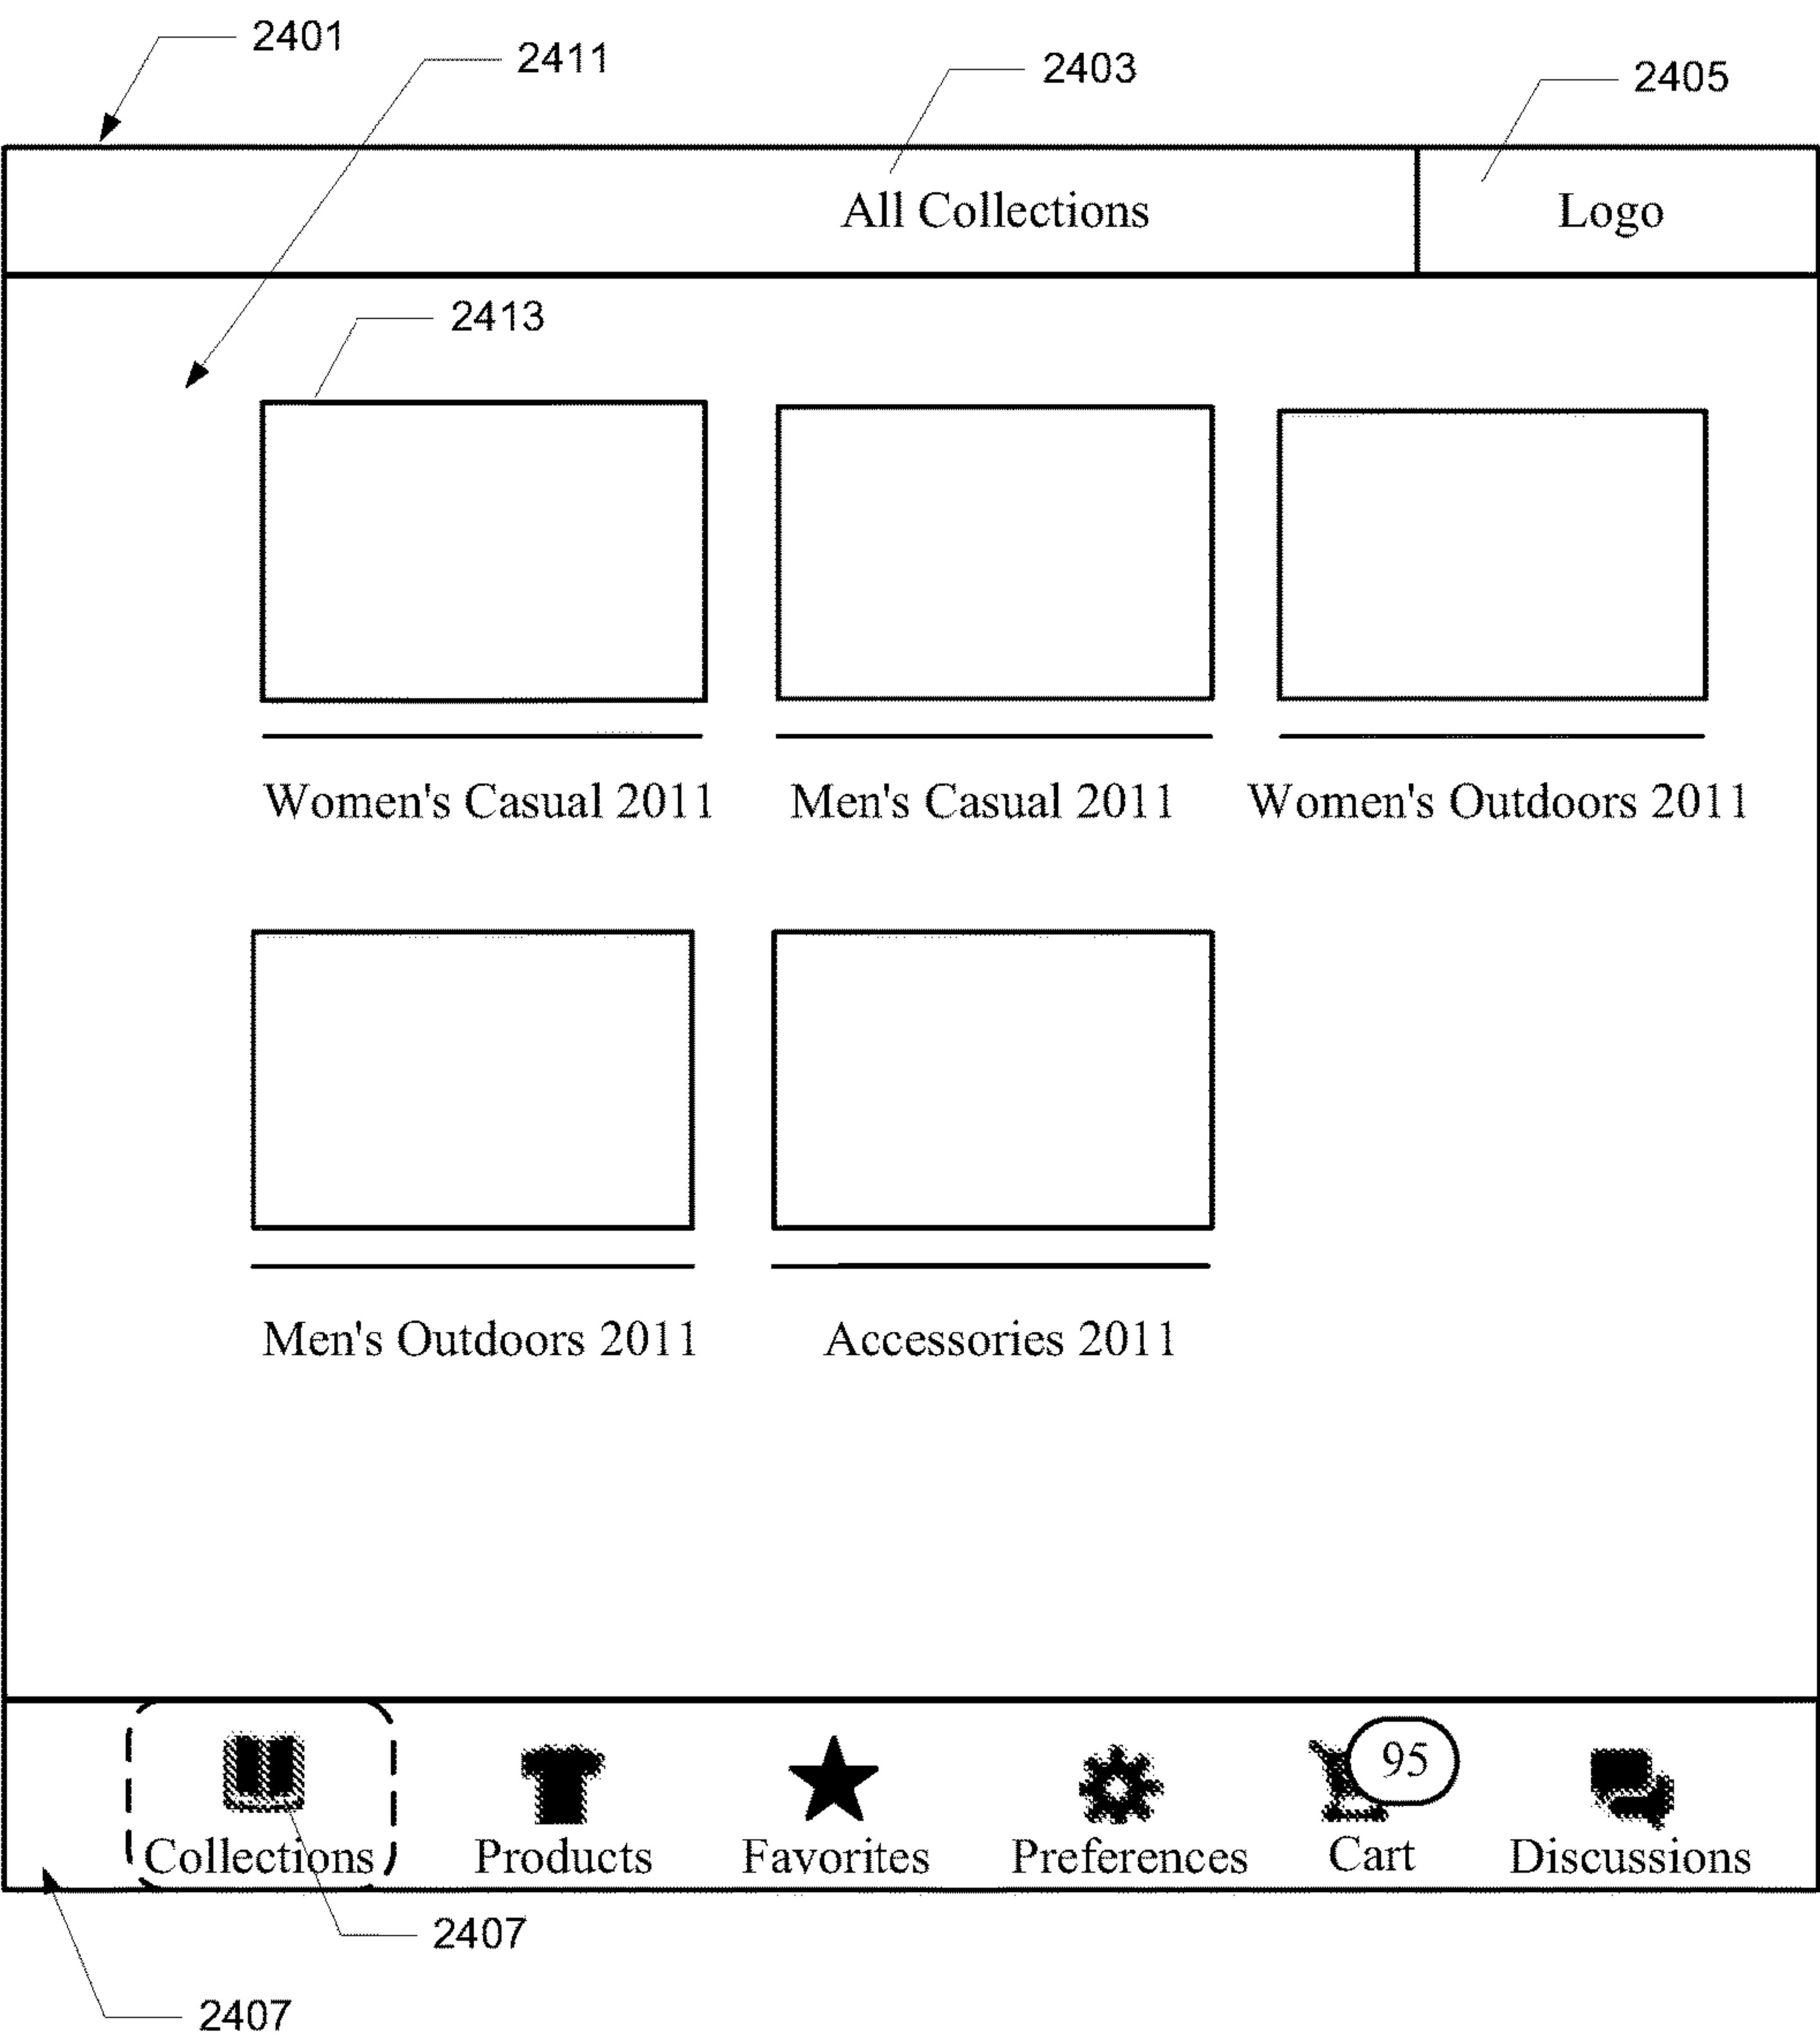 2401
2411
2403
2405
All Collections
Logo
2413
Women's Casual 2011
Men's Casual 2011
Women's Outdoors 2011
Men's Outdoors 2011
Accessories 2011
95
Collections
Products
Favorites
Preferences
Cart
Discussions
2407
2407